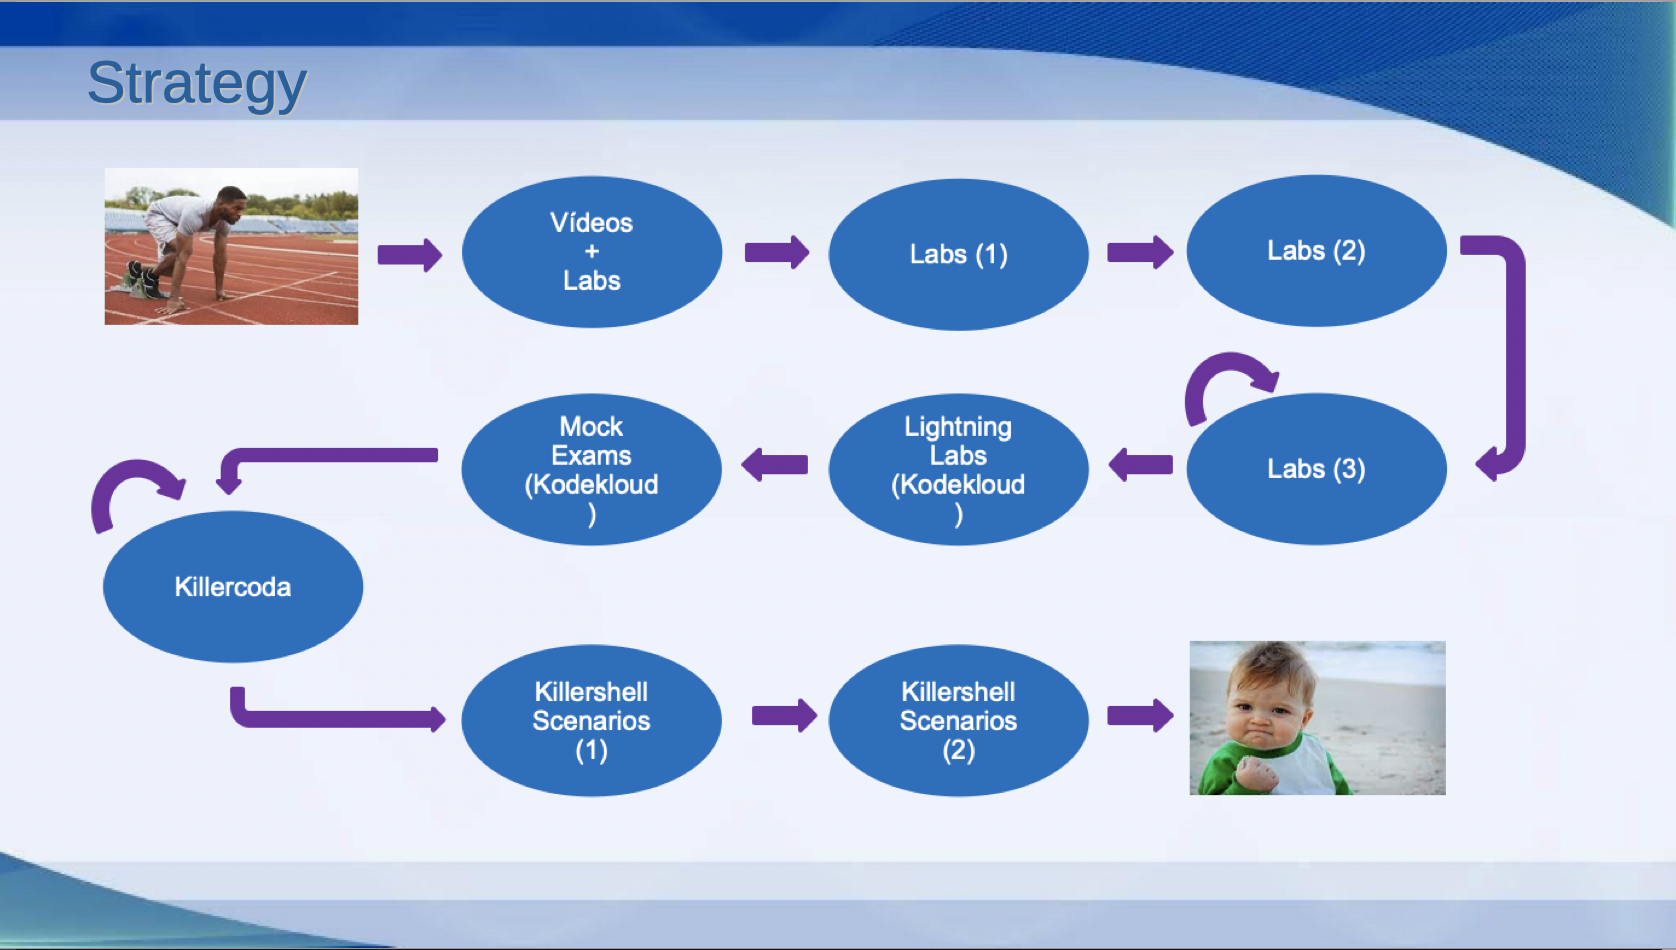 Strategy
Vídeos
+
Labs
Labs (1)
Labs (2)
Labs (3)
Lightning
Labs
(Kodekloud
)
Mock
Exams
(Kodekloud
)
Killercoda
Killershell
Scenarios
(1)
Killershell
Scenarios
(2)